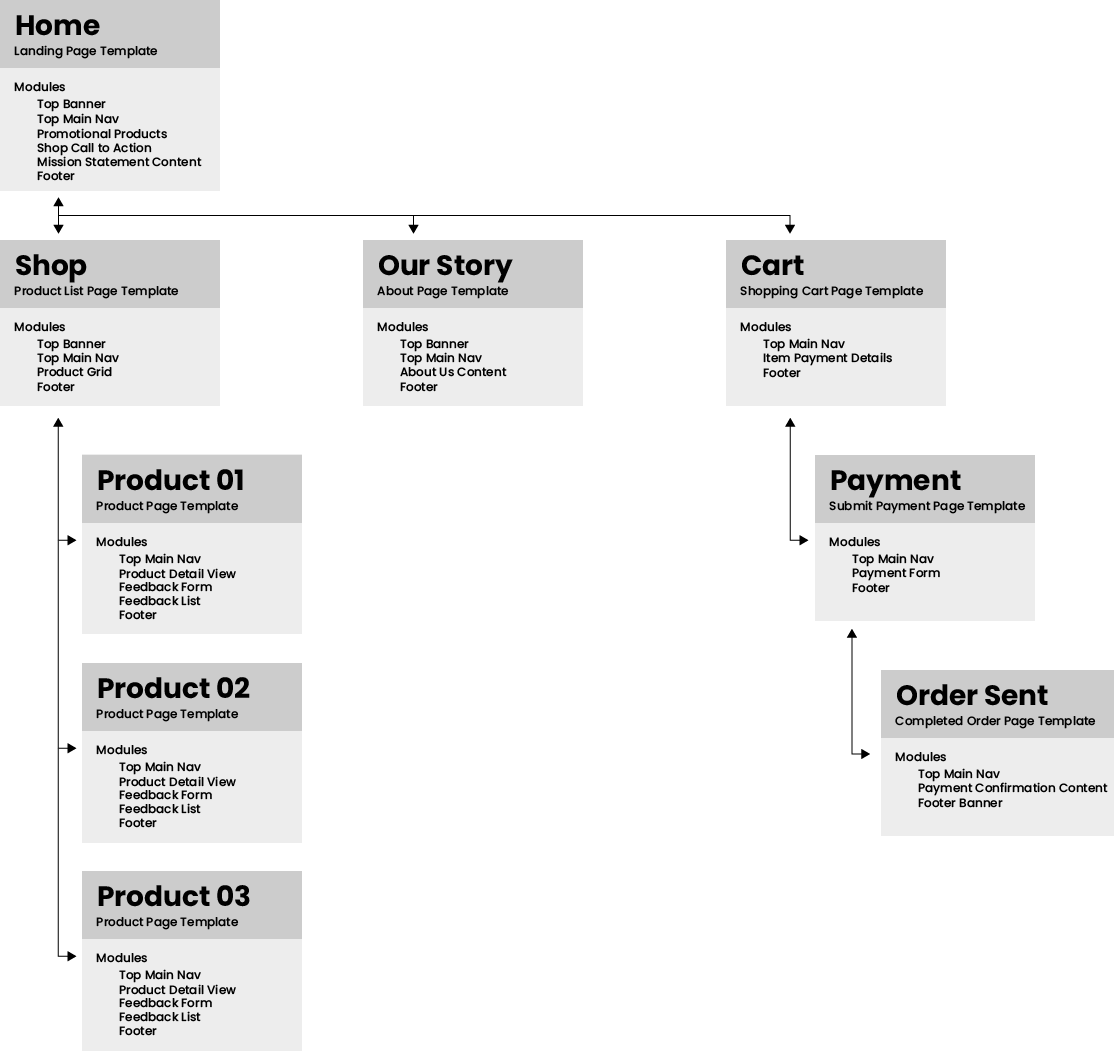 Home
Landing Page Template
Modules
Top Banner
Top Main Nav
Promotional Products
Shop Call to Action
Mission Statement Content
Footer
Shop
Product List Page Template
Modules
Top Banner
Top Main Nav
Product Grid
Footer
Our Story
About Page Template
Modules
Top Banner
Top Main Nav
About Us Content
Footer
Cart
Shopping Cart Page Template
Modules
Top Main Nav
Item Payment Details
Footer
Product 01
Product Page Template
Modules
Top Main Nav
Product Detail View
Feedback Form
Feedback List
Footer
Payment
Submit Payment Page Template
Modules
Top Main Nav
Payment Form
Footer
Product 02
Product Page Template
Modules
Top Main Nav
Product Detail View
Feedback Form
Feedback List
Footer
Order Sent
Completed Order Page Template
Modules
Top Main Nav
Payment Confirmation Content
Footer Banner
Product 03
Product Page Template
Modules
Top Main Nav
Product Detail View
Feedback Form
Feedback List
Footer